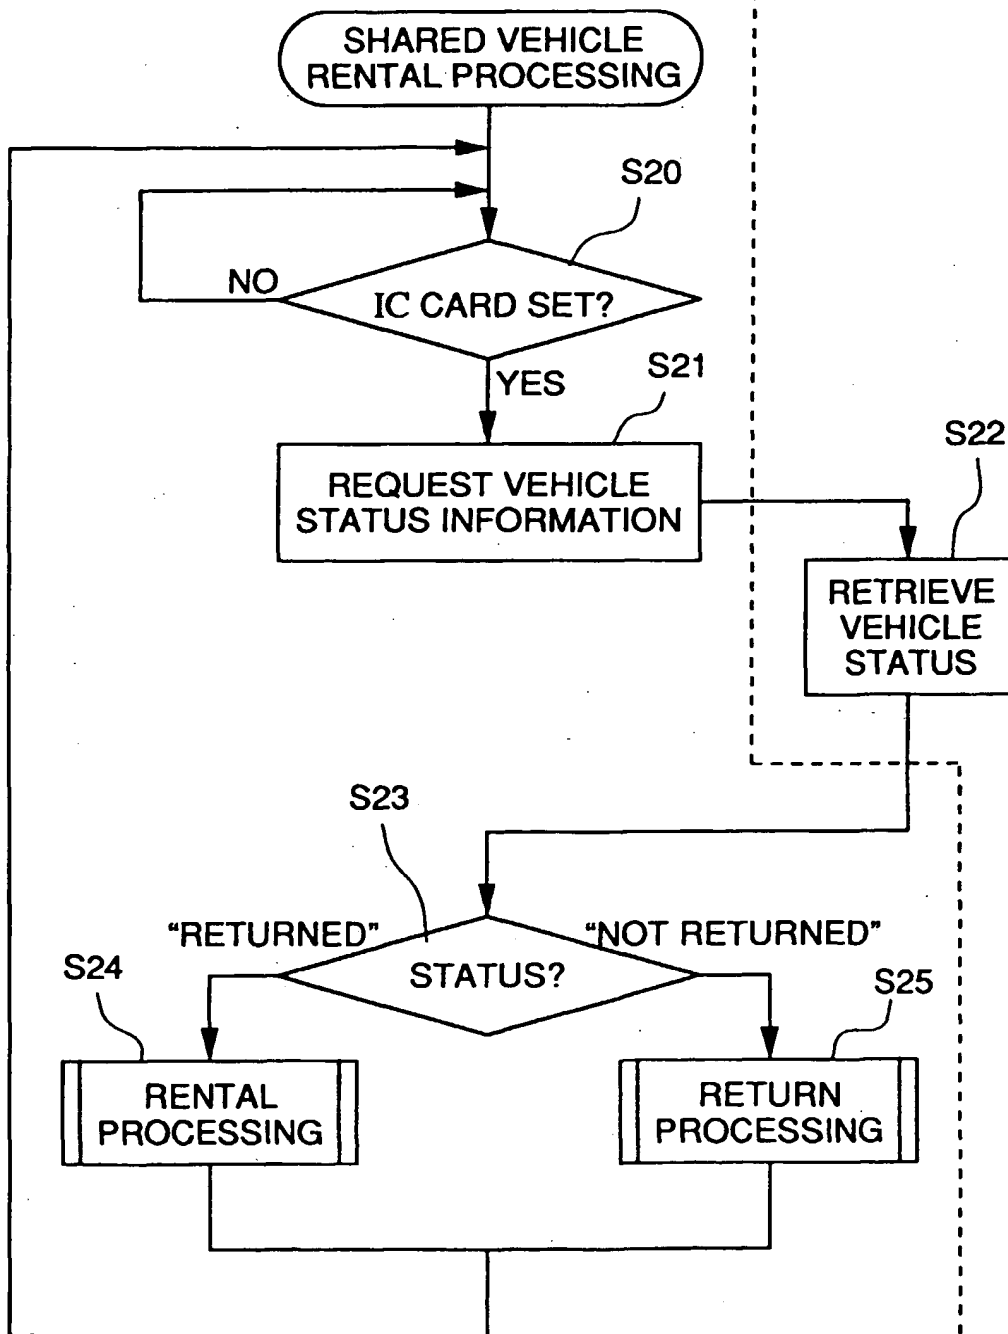 SHARED VEHICLE
RENTAL PROCESSING
S20
NO
IC CARD SET?
YES
S21
REQUEST VEHICLE
STATUS INFORMATION
S22
RETRIEVE
VEHICLE
STATUS
S23
"RETURNED"
"NOT RETURNED"
STATUS?
S24
S25
RENTAL
PROCESSING
RETURN
PROCESSING